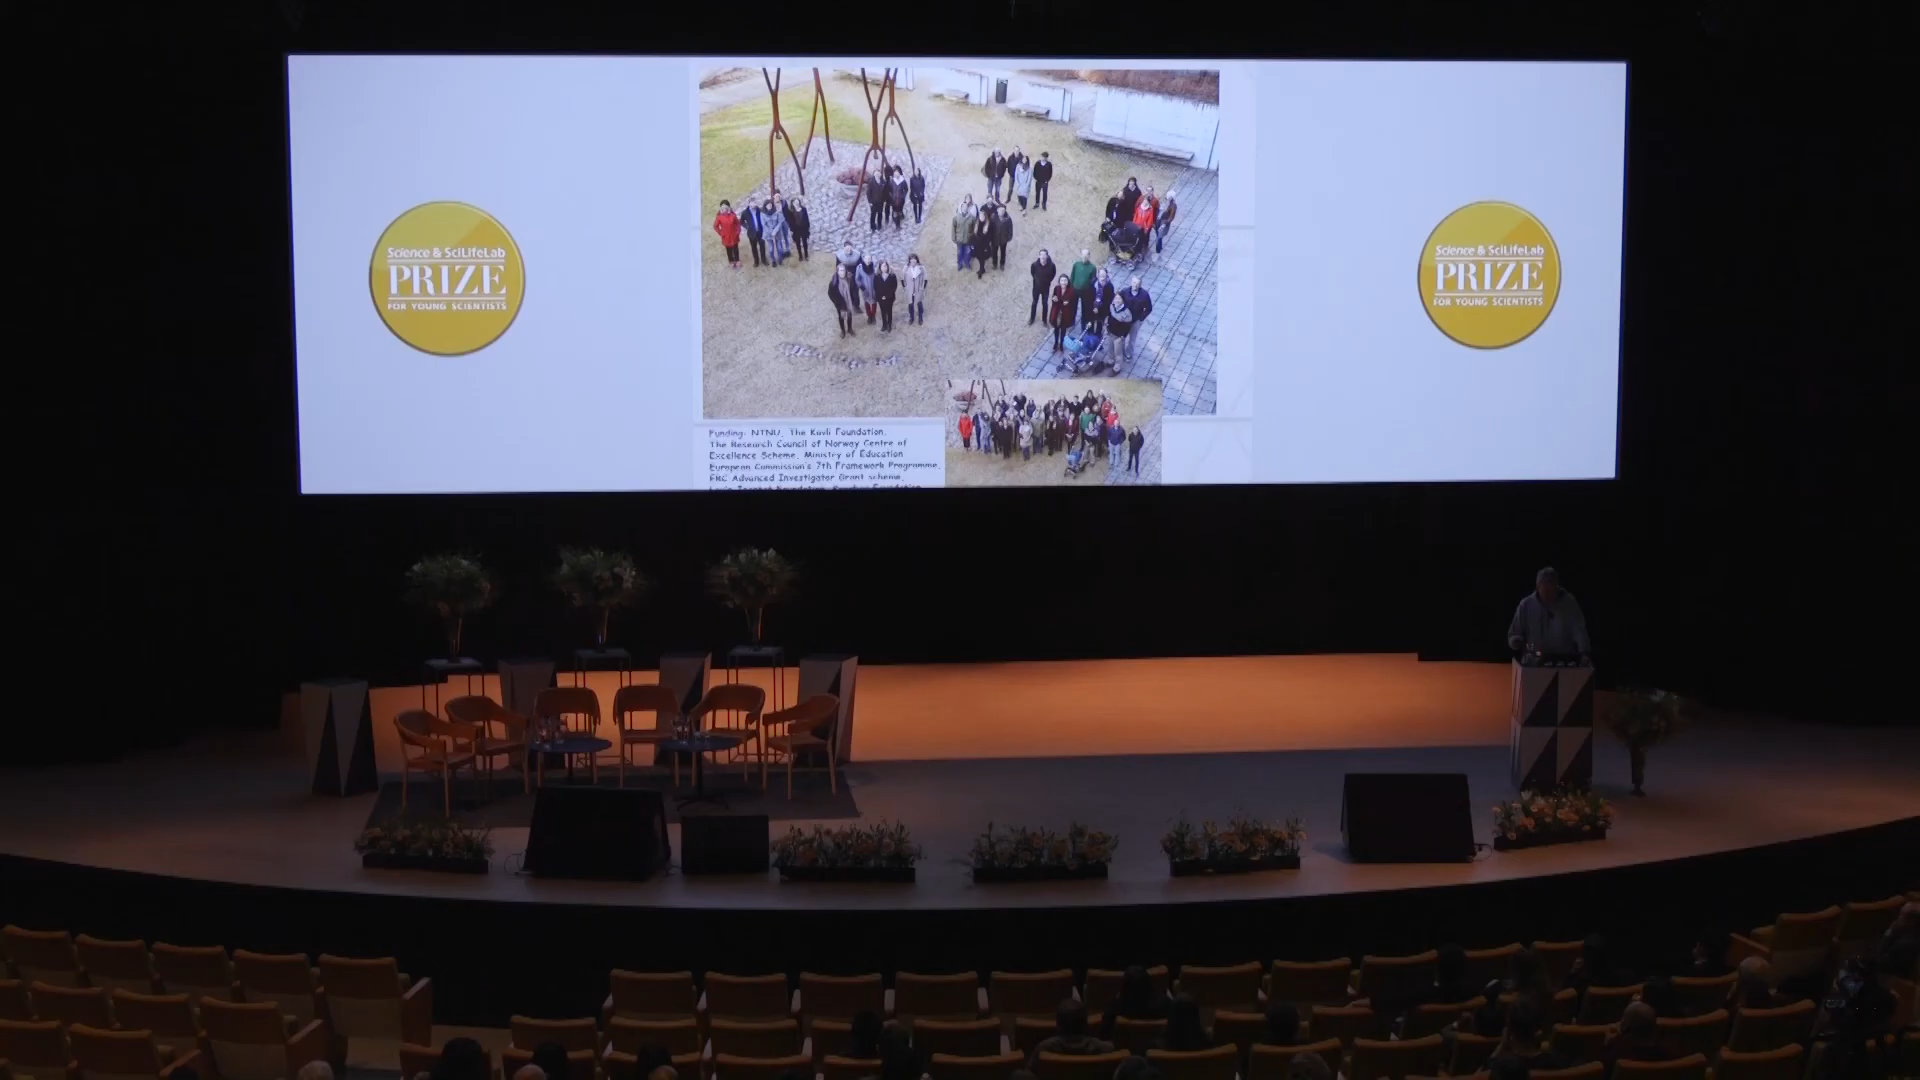 Science & SciLifeLab
PRIZE
FOR YOUNG SCIENTISTS
Funding: NTNU, The Kavli Foundation,
The Research Council of Norway Centre of
Excellence Scheme, Ministry of Education
European Commission's 7th Framework Programme,
ERC Advanced Investigator Grant scheme,
Science & SciLifeLab
PRIZE
FOR YOUNG SCIENTISTS